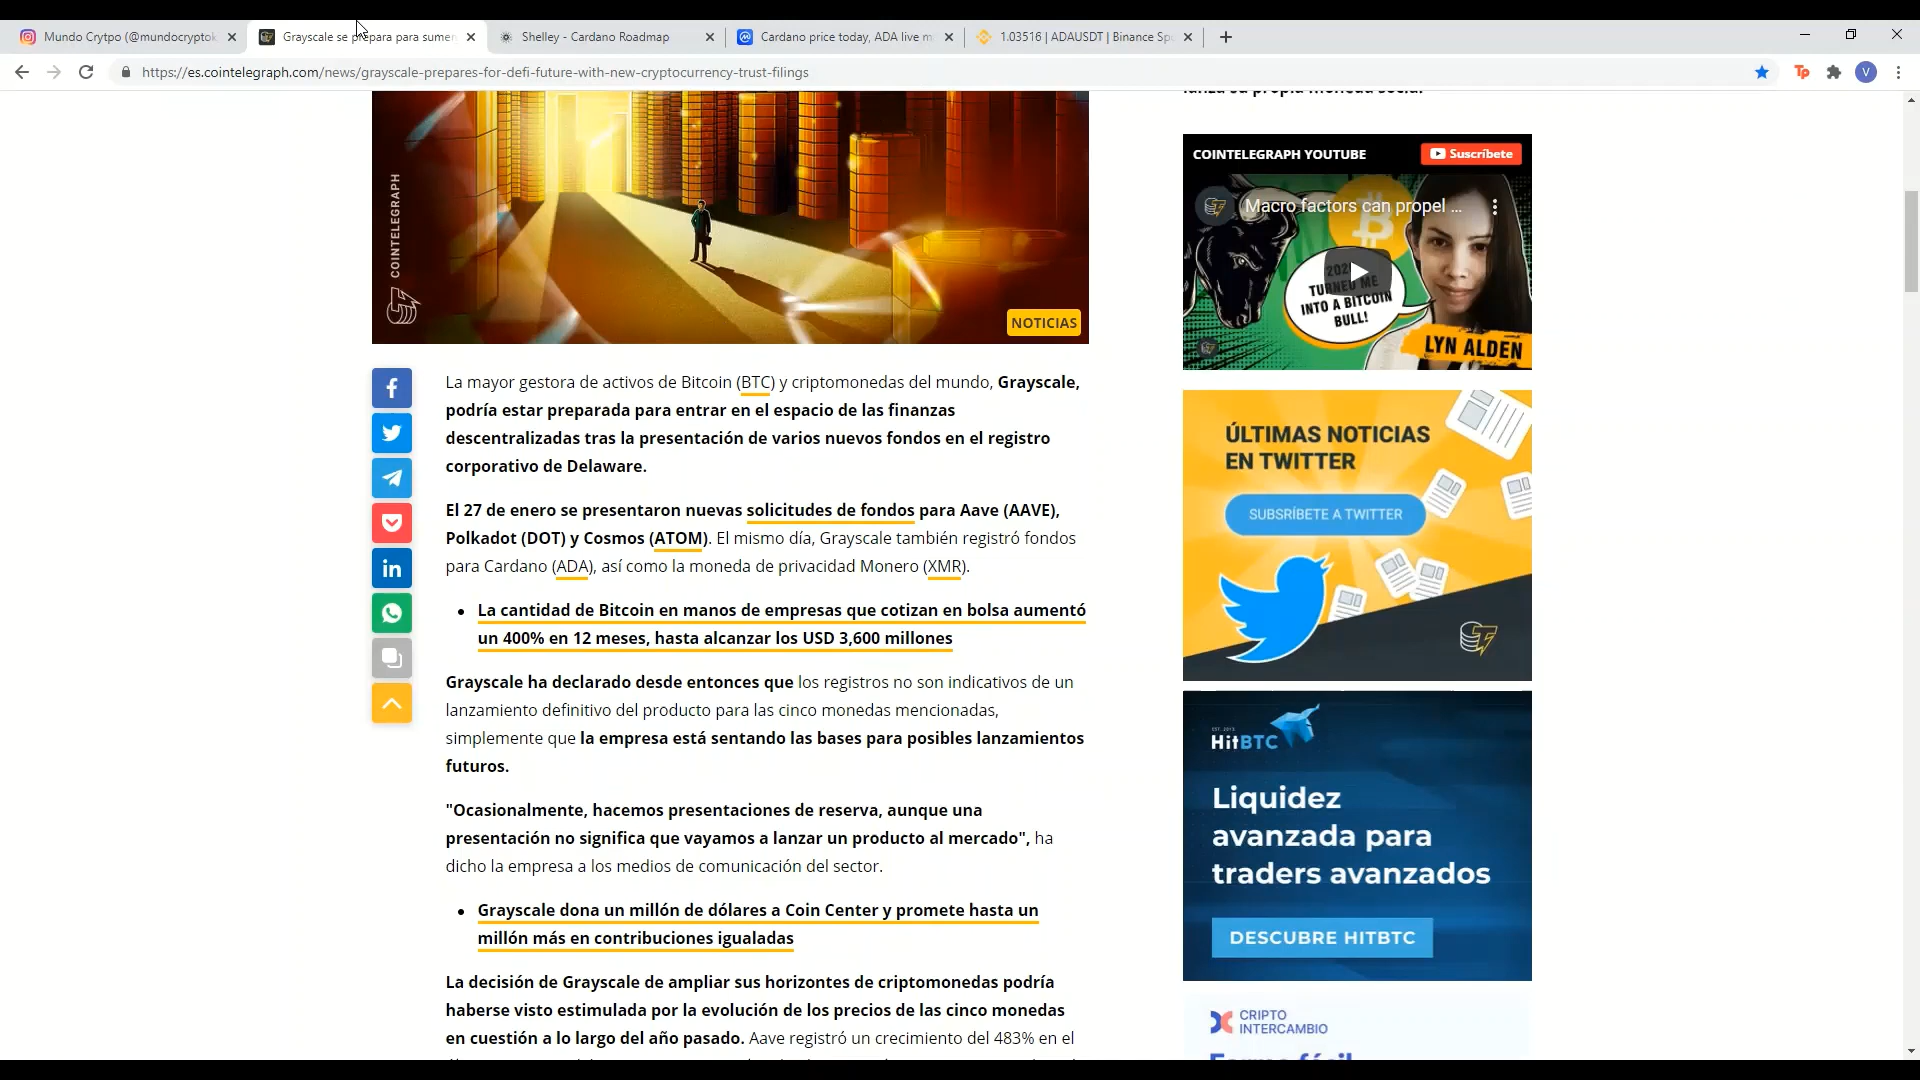 Mundo Crytpo (@mundocryptok
Grayscale se prepara para sumer
Shelley - Cardano Roadmap
Cardano price today, ADA live m
1.03516 | ADAUSDT | Binance Spo
https://es.cointelegraph.com/news/grayscale-prepares-for-defi-future-with-new-cryptocurrency-trust-filings
V
lanza su propia moneda social
COINTELEGRAPH
NOTICIAS
La mayor gestora de activos de Bitcoin (BTC) y criptomonedas del mundo, Grayscale,
podría estar preparada para entrar en el espacio de las finanzas
descentralizadas tras la presentación de varios nuevos fondos en el registro
corporativo de Delaware.
El 27 de enero se presentaron nuevas solicitudes de fondos para Aave (AAVE),
Polkadot (DOT) y Cosmos (ATOM). El mismo día, Grayscale también registró fondos
para Cardano (ADA), así como la moneda de privacidad Monero (XMR).
• La cantidad de Bitcoin en manos de empresas que cotizan en bolsa aumentó
un 400% en 12 meses, hasta alcanzar los USD 3,600 millones
Grayscale ha declarado desde entonces que los registros no son indicativos de un
lanzamiento definitivo del producto para las cinco monedas mencionadas,
simplemente que la empresa está sentando las bases para posibles lanzamientos
futuros.
"Ocasionalmente, hacemos presentaciones de reserva, aunque una
presentación no significa que vayamos a lanzar un producto al mercado", ha
dicho la empresa a los medios de comunicación del sector.
• Grayscale dona un millón de dólares a Coin Center y promete hasta un
millón más en contribuciones igualadas
La decisión de Grayscale de ampliar sus horizontes de criptomonedas podría
haberse visto estimulada por la evolución de los precios de las cinco monedas
en cuestión a lo largo del año pasado. Aave registró un crecimiento del 483% en el
COINTELEGRAPH YOUTUBE
Suscríbete
Macro factors can propel ...
TURNED ME
INTO A BITCOIN
BULL!
LYN ALDEN
ÚLTIMAS NOTICIAS
EN TWITTER
SUBSRÍBETE A TWITTER
EST. 2013
HitBTC
Liquidez
avanzada para
traders avanzados
DESCUBRE HITBTC
CRIPTO
INTERCAMBIO